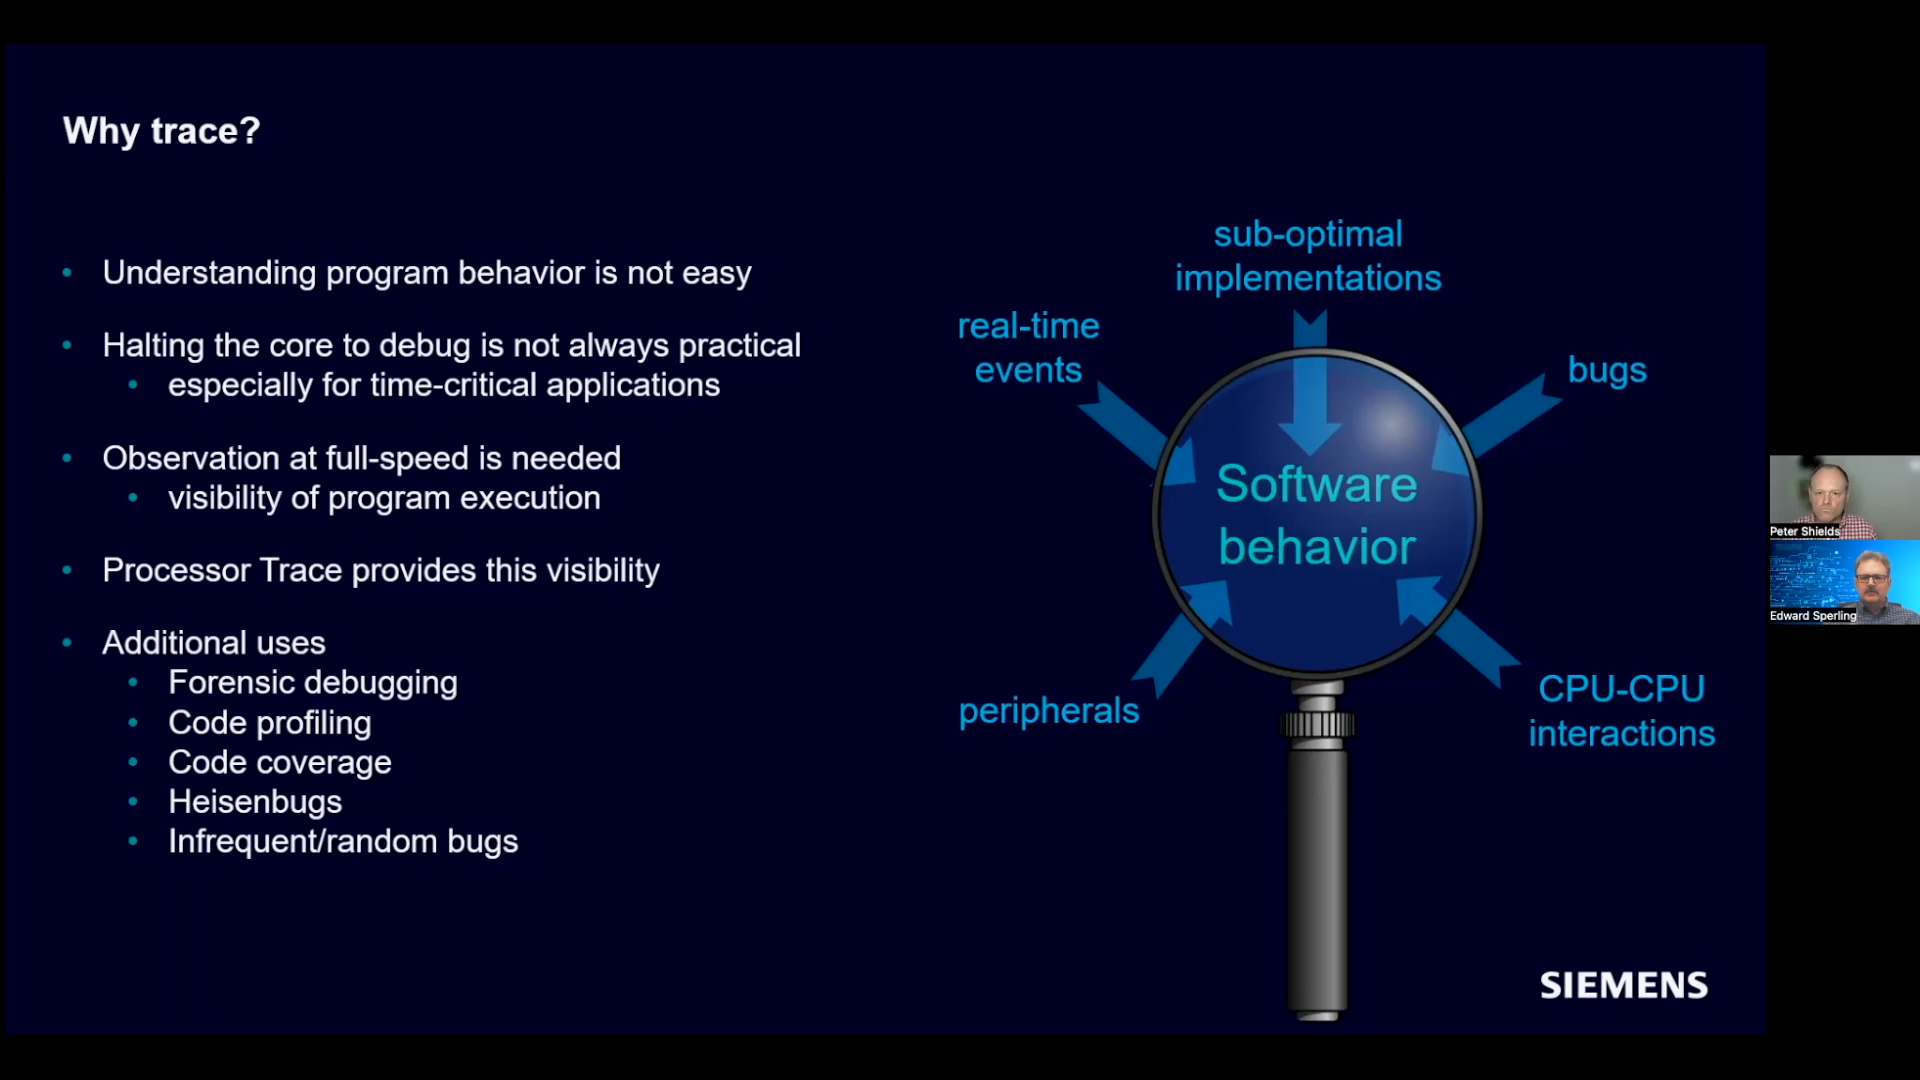 Why trace?
Understanding program behavior is not easy
Halting the core to debug is not always practical
especially for time-critical applications
Observation at full-speed is needed
visibility of program execution
Processor Trace provides this visibility
Additional uses
Forensic debugging
Code profiling
Code coverage
Heisenbugs
Infrequent/random bugs
sub-optimal
implementations
real-time
events
bugs
Software
behavior
peripherals
CPU-CPU
interactions
SIEMENS
Peter Shields
Edward Sperling